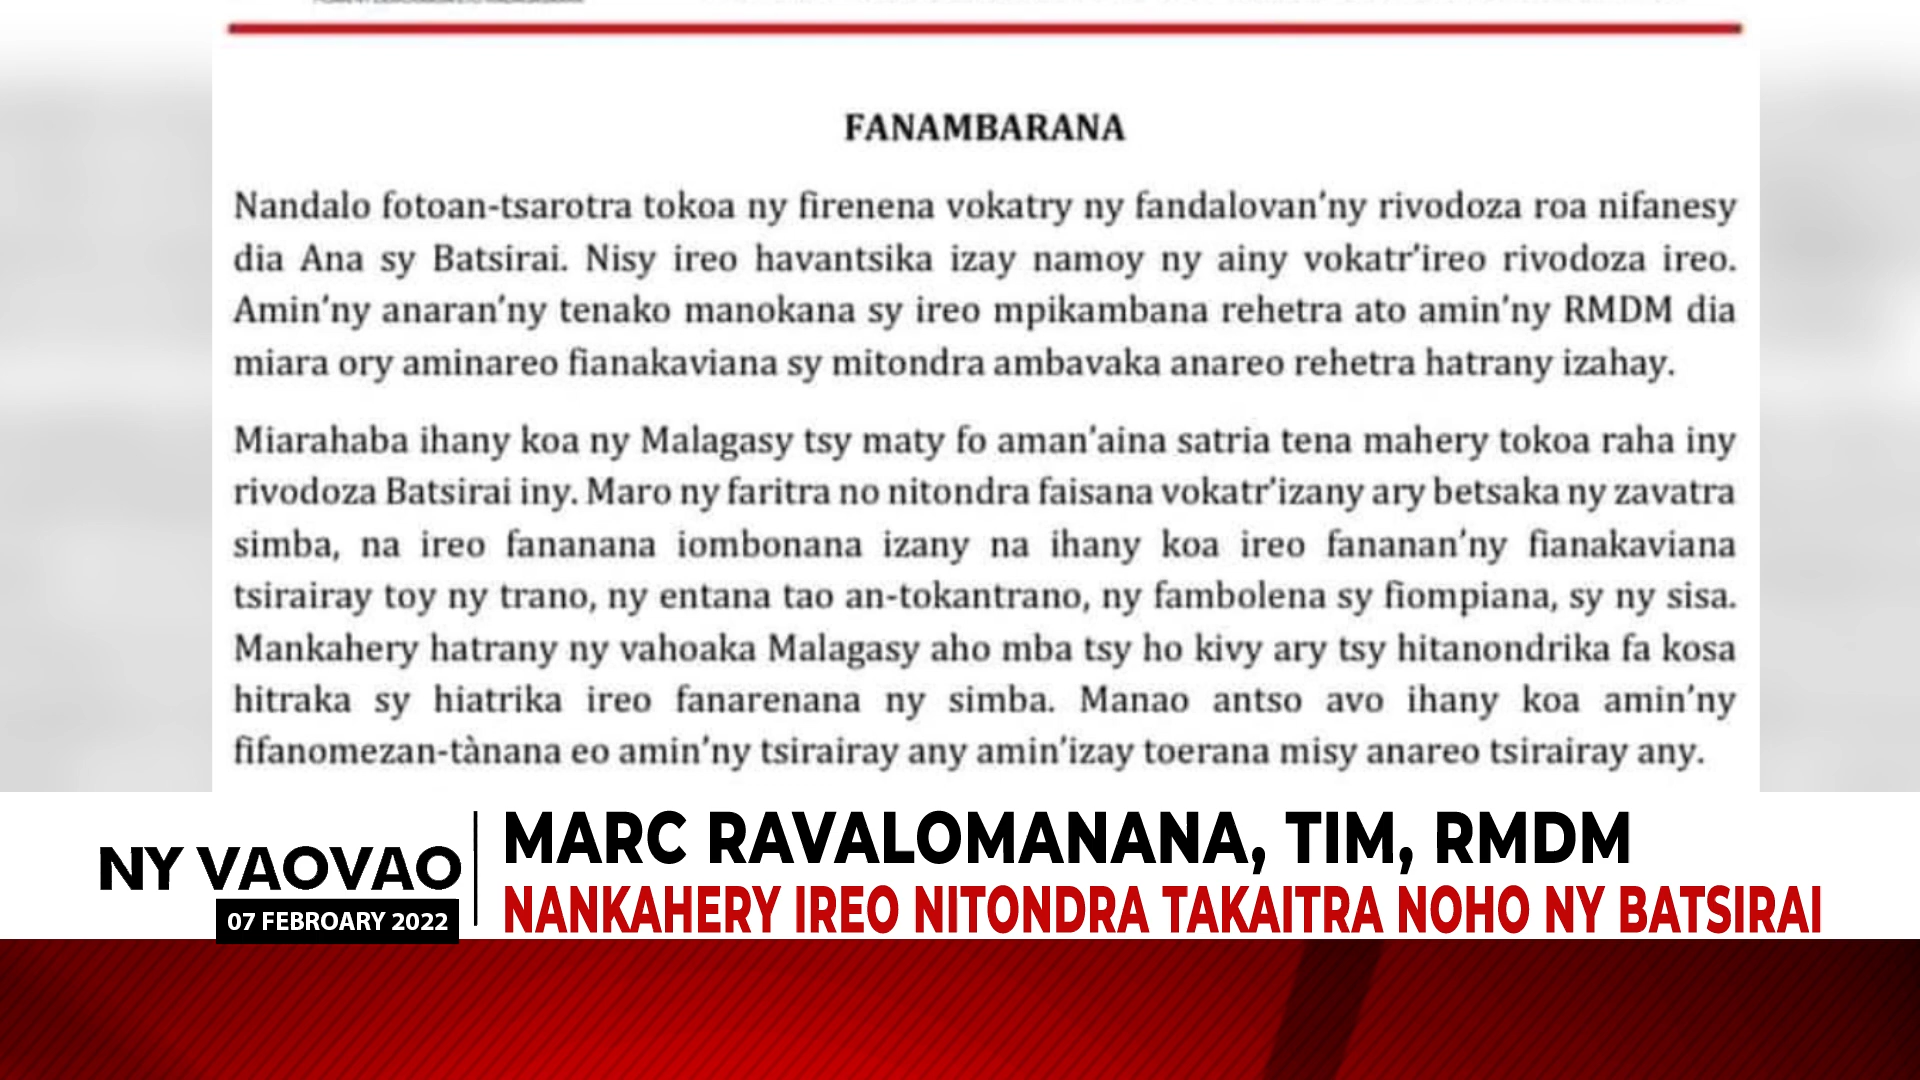 FANAMBARANA
Nandalo fotoan-tsarotra tokoa ny firenena vokatry ny fandalovan’ny rivodoza roa nifanesy
dia Ana sy Batsirai. Nisy ireo havantsika izay namoy ny ainy vokatr’ireo rivodoza ireo.
Amin’ny anaran’ny tenako manokana sy ireo mpikambana rehetra ato amin’ny RMDM dia
miara ory aminareo fianakaviana sy mitondra ambavaka anareo rehetra hatrany izahay.
Miarahaba ihany koa ny Malagasy tsy maty fo aman’aina satria tena mahery tokoa raha iny
rivodoza Batsirai iny. Maro ny faritra no nitondra faisana vokatr’izany ary betsaka ny zavatra
simba, na ireo fananana iombonana izany na ihany koa ireo fananan’ny fianakaviana
tsirairay toy ny trano, ny entana tao an-tokantrano, ny fambolena sy fiompiana, sy ny sisa.
Mankahery hatrany ny vahoaka Malagasy aho mba tsy ho kivy ary tsy hitanondrika fa kosa
hitraka sy hiatrika ireo fanarenana ny simba. Manao antso avo ihany koa amin’ny
fifanomezan-tànana eo amin’ny tsirairay any amin’izay toerana misy anareo tsirairay any.
NY VAOVAO
07 FEBROARY 2022
MARC RAVALOMANANA, TIM, RMDM
NANKAHERY IREO NITONDRA TAKAITRA NOHO NY BATSIRAI